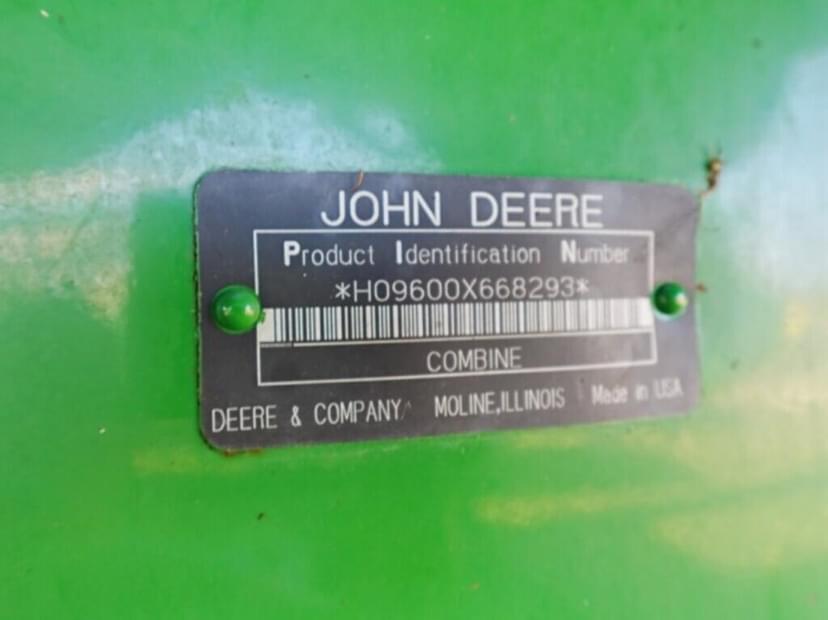 JOHN DEERE
Product Identification Number
*H09600X668293*
COMBINE
DEERE & COMPANY MOLINE,ILLINOIS Made in USA